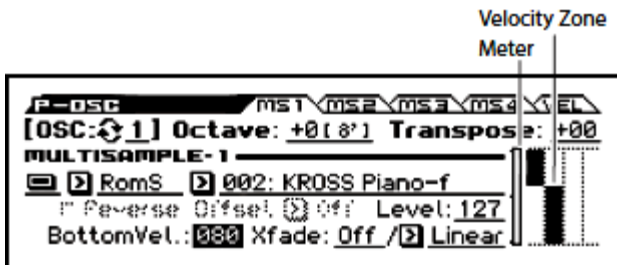 Velocity Zone
Meter
P-OSC MS1 MS2 MS3 MS4 VEL
[OSC: 1] Octave: +0[8'] Transpose: +00
MULTISAMPLE-1
RomS 002: KROSS Piano-f
Reverse Offset Off Level: 127
BottomVel.: 080 Xfade: Off / Linear